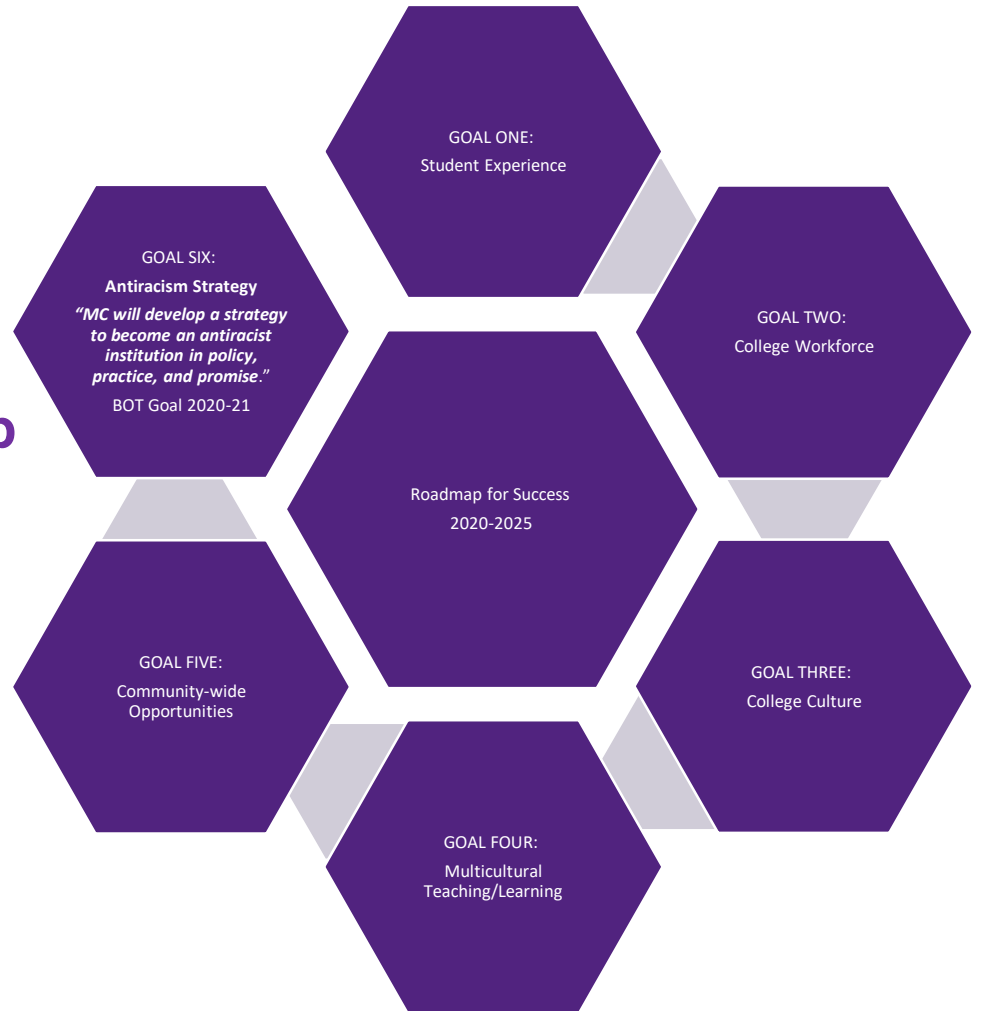 GOAL ONE:
Student Experience
GOAL TWO:
College Workforce
GOAL THREE:
College Culture
GOAL FOUR:
Multicultural
Teaching/Learning
GOAL FIVE:
Community-wide
Opportunities
GOAL SIX:
Antiracism Strategy
“MC will develop a strategy
to become an antiracist
institution in policy,
practice, and promise.”
BOT Goal 2020-21
Roadmap for Success
2020-2025